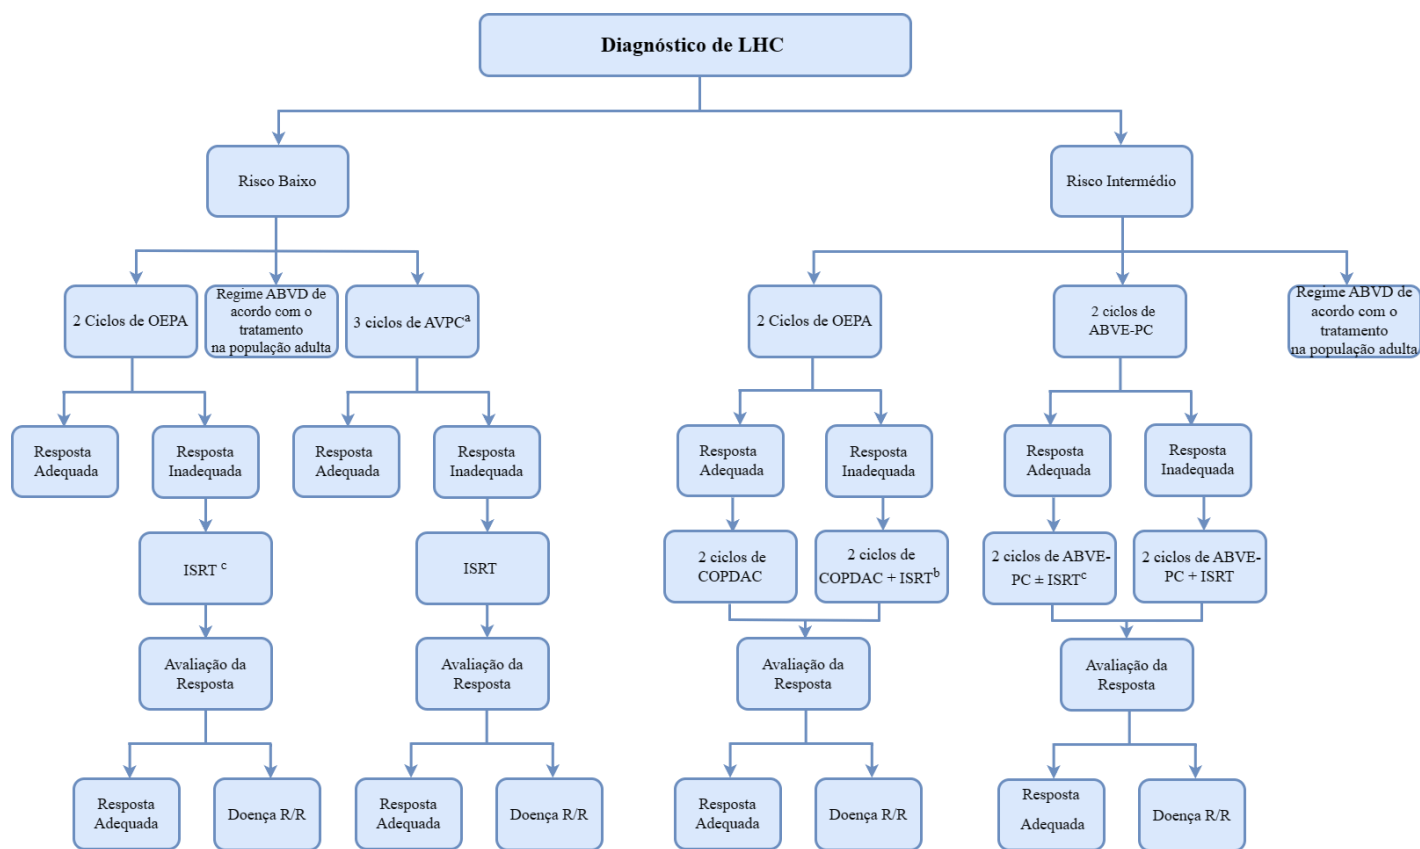 Diagnóstico de LHC
Risco Baixo
Risco Intermédio
2 Ciclos de OEPA
Regime ABVD de
acordo com o
tratamento
na população adulta
3 ciclos de AVPCa
2 Ciclos de OEPA
2 ciclos de
ABVE-PC
Regime ABVD de
acordo com o
tratamento
na população adulta
Resposta
Adequada
Resposta
Inadequada
Resposta
Adequada
Resposta
Inadequada
Resposta
Adequada
Resposta
Inadequada
Resposta
Adequada
Resposta
Inadequada
ISRT c
ISRT
2 ciclos de
COPDAC
2 ciclos de
COPDAC + ISRTb
2 ciclos de ABVE-
PC ± ISRTc
2 ciclos de ABVE-
PC + ISRT
Avaliação da
Resposta
Avaliação da
Resposta
Avaliação da
Resposta
Avaliação da
Resposta
Resposta
Adequada
Doença R/R
Resposta
Adequada
Doença R/R
Resposta
Adequada
Doença R/R
Resposta
Adequada
Doença R/R